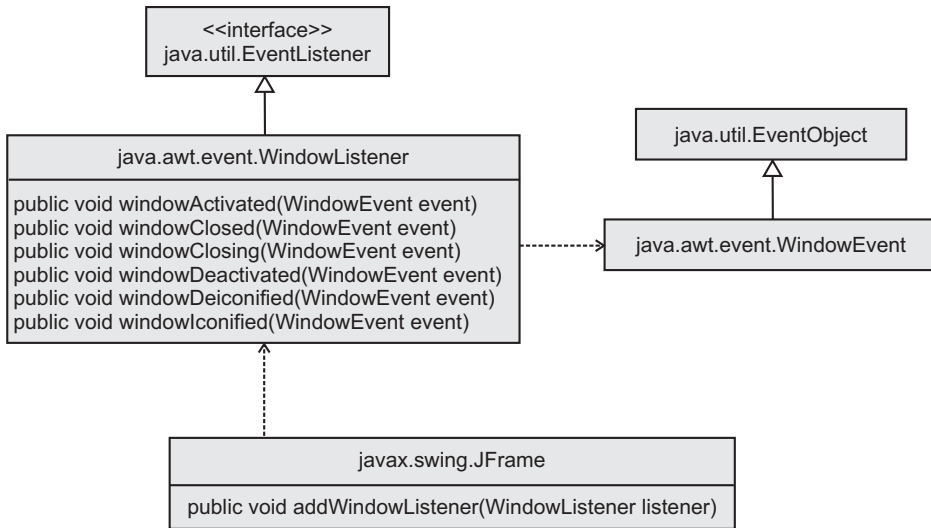 <<interface>>
java.util.EventListener
java.util.EventObject
java.awt.event.WindowListener
public void windowActivated(WindowEvent event)
public void windowClosed(WindowEvent event)
public void windowClosing(WindowEvent event)
public void windowDeactivated(WindowEvent event)
public void windowDeiconified(WindowEvent event)
public void windowIconified(WindowEvent event)
java.awt.event.WindowEvent
javax.swing.JFrame
public void addWindowListener(WindowListener listener)